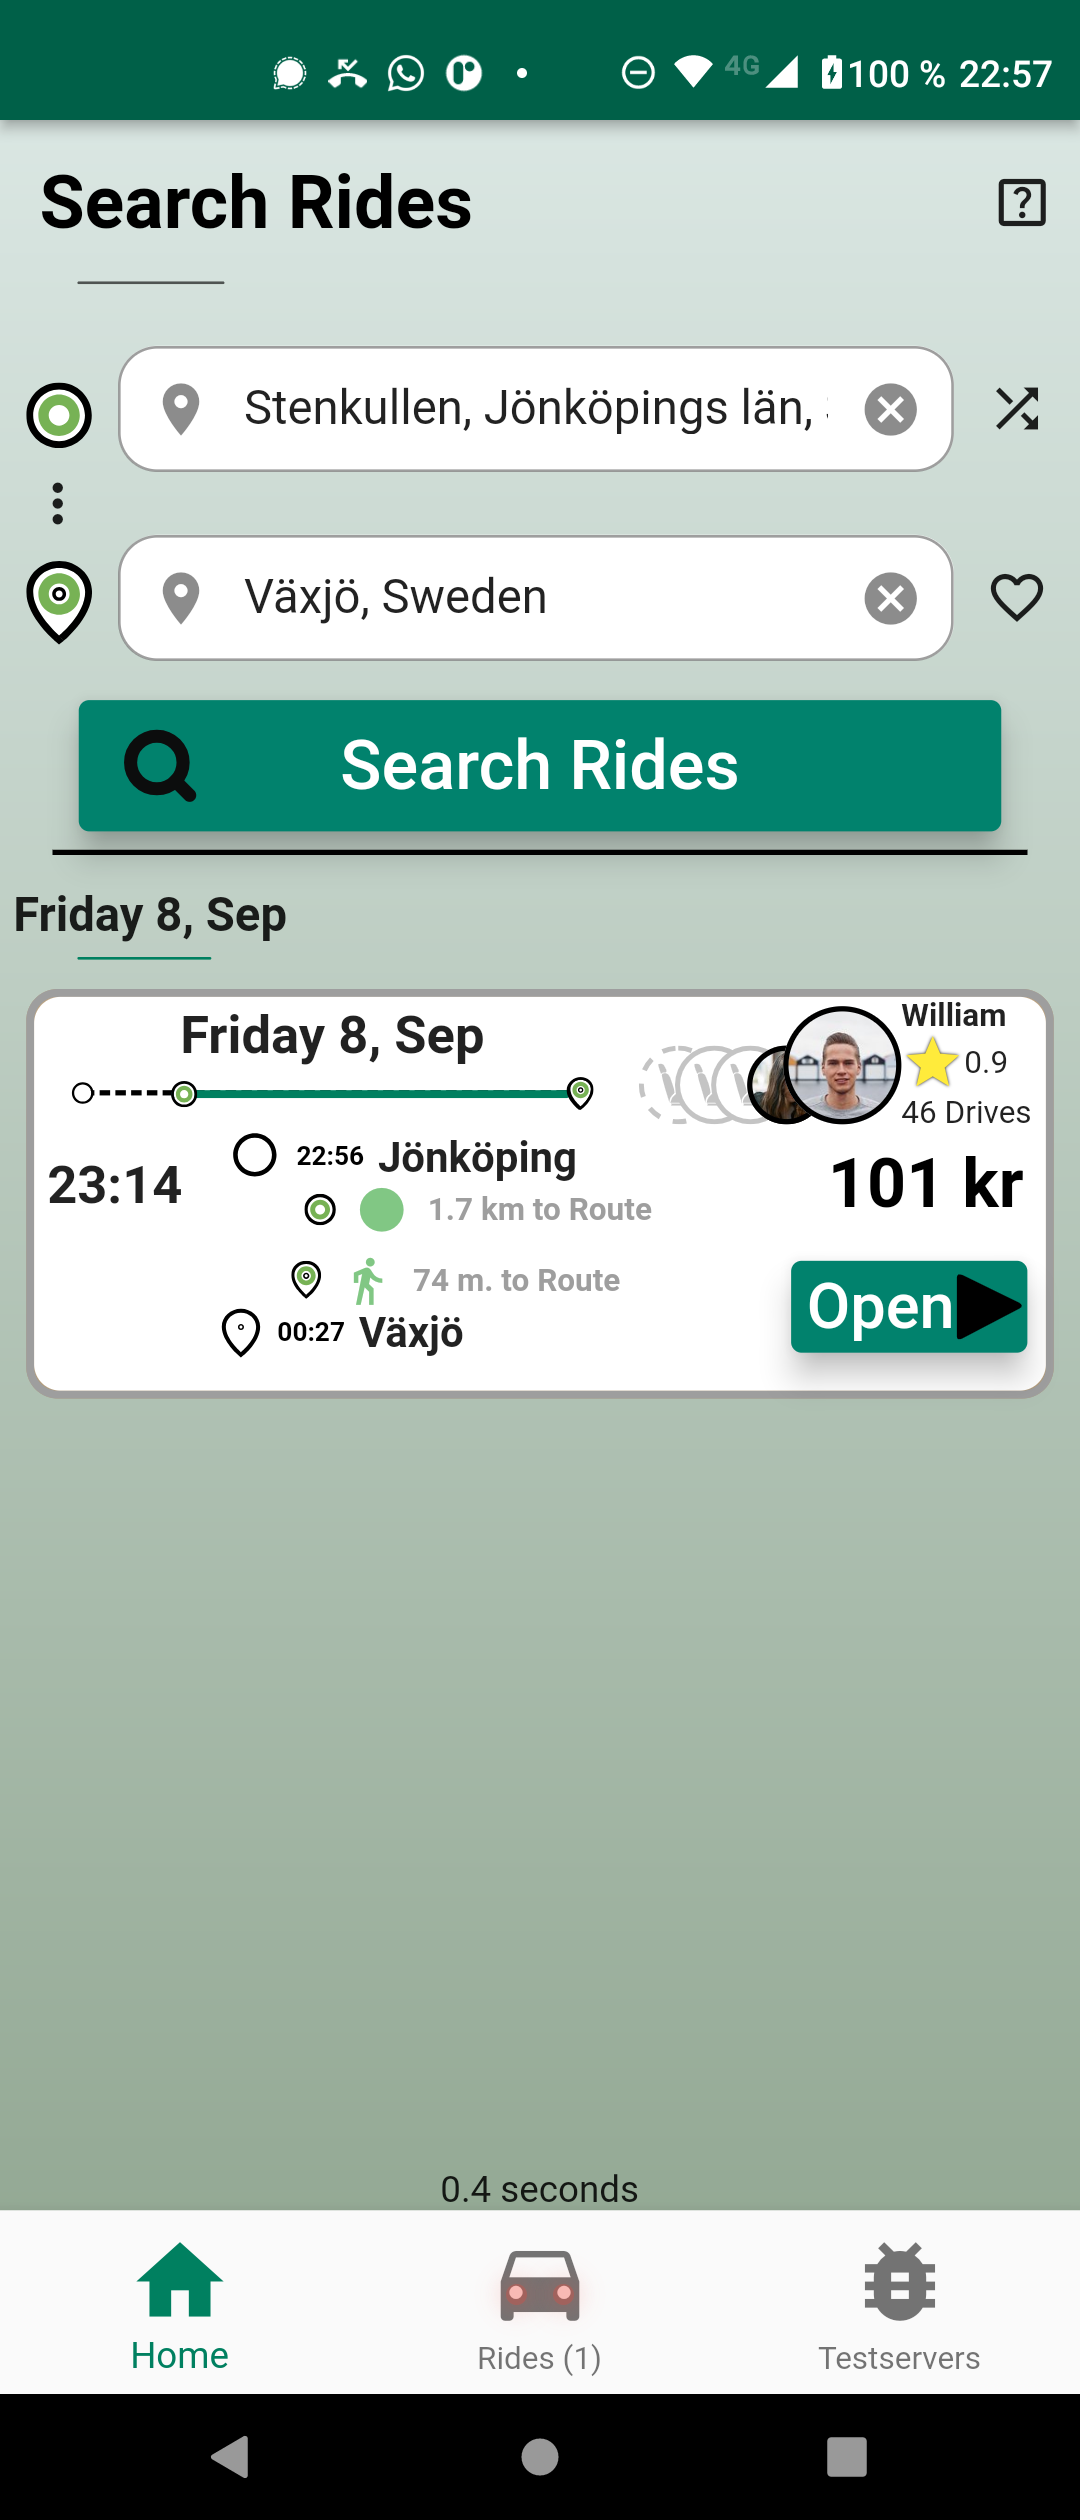 4G 100 % 22:57
Search Rides
Stenkullen, Jönköpings län,
Växjö, Sweden
Search Rides
Friday 8, Sep
Friday 8, Sep
William
0.9
46 Drives
23:14
22:56 Jönköping
1.7 km to Route
101 kr
74 m. to Route
00:27 Växjö
Open
0.4 seconds
Home
Rides (1)
Testservers